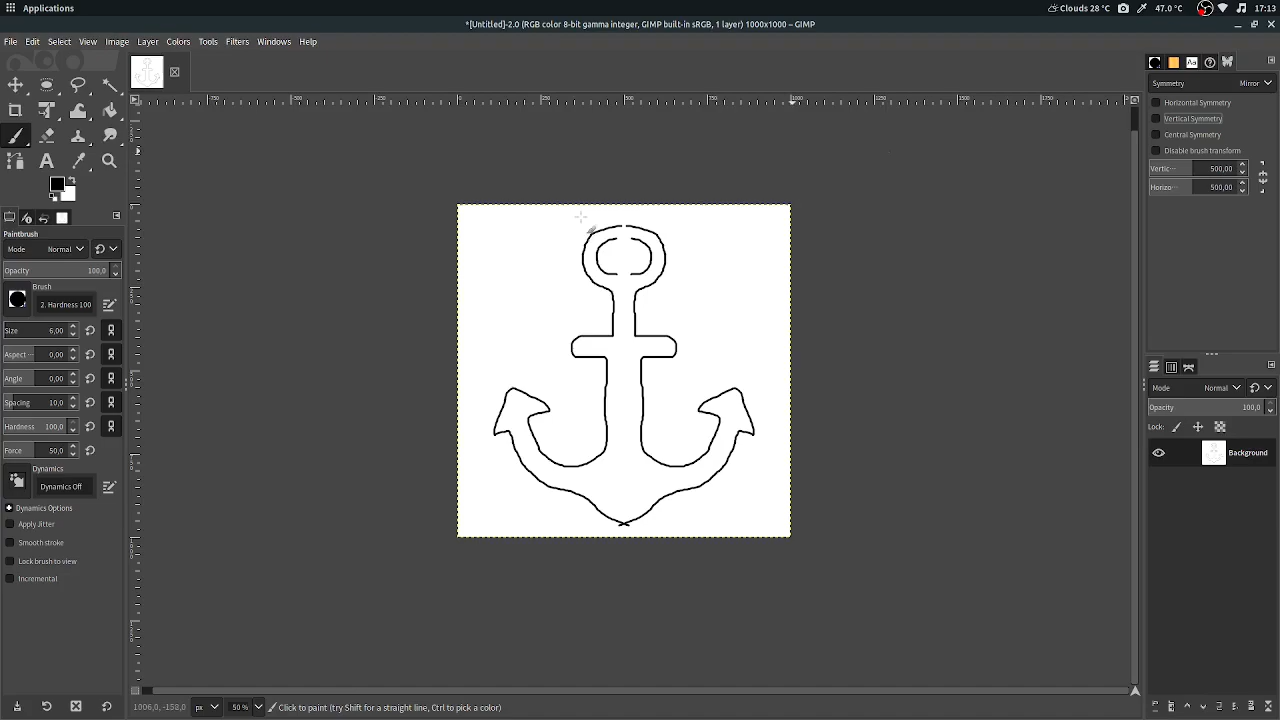 Applications
Clouds 28°C
47.0 °C
17:13
*[Untitled]-2.0 (RGB color 8-bit gamma integer, GIMP built-in sRGB, 1 layer) 1000x1000 – GIMP
File Edit Select View Image Layer Colors Tools Filters Windows Help
Symmetry Mirror
Horizontal Symmetry
Vertical Symmetry
Central Symmetry
Disable brush transform
Vertic··· 500,00
Horizo··· 500,00
Paintbrush
Mode Normal
Opacity 100,0
Brush
2. Hardness 100
Size 6,00
Aspect ··· 0,00
Angle 0,00
Spacing 10,0
Hardness 100,0
Force 50,0
Dynamics
Dynamics Off
Dynamics Options
Apply Jitter
Smooth stroke
Lock brush to view
Incremental
Mode Normal
Opacity 100,0
Lock:
Background
1006,0, -158,0 px 50 % Click to paint (try Shift for a straight line, Ctrl to pick a color)